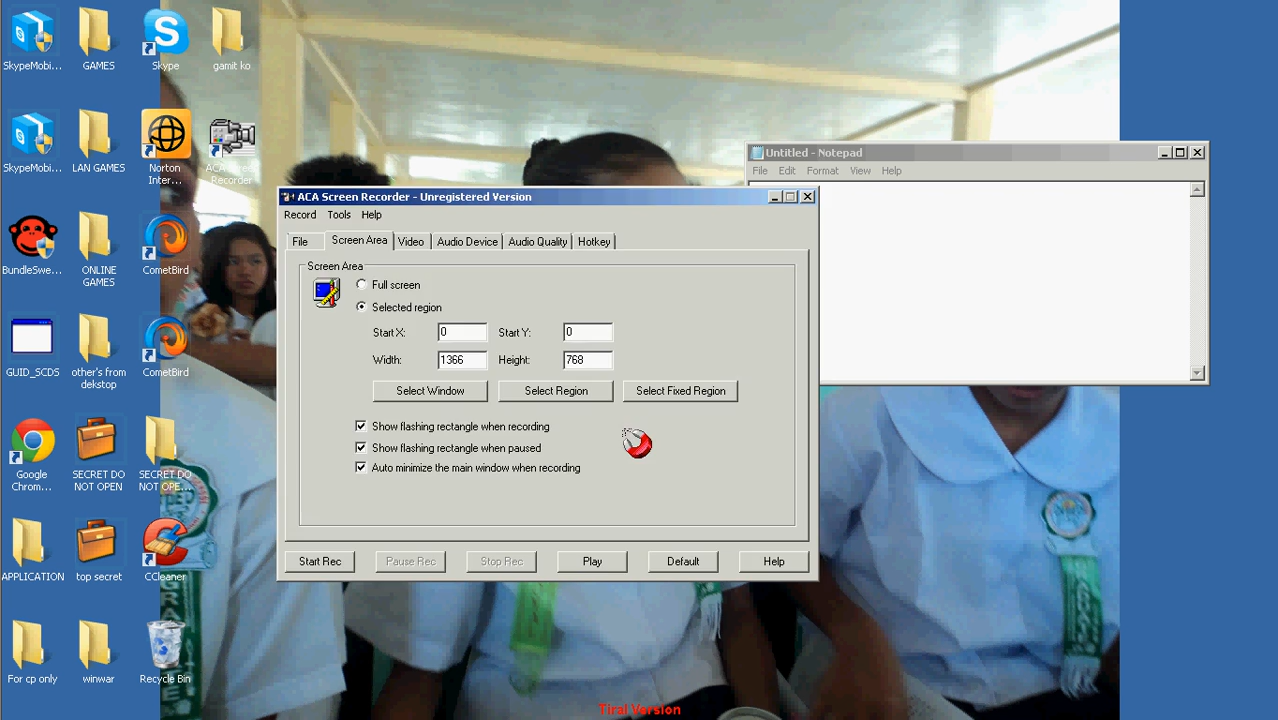 SkypeMobi...
GAMES
Skype
gamit ko
SkypeMobi...
LAN GAMES
Norton
Inter...
ACA Screen
Recorder
BundleSwe...
ONLINE
GAMES
CometBird
GUID_SCDS
other's from
dekstop
CometBird
Google
Chrom...
SECRET DO
NOT OPEN
SECRET DO
NOT OPE...
APPLICATION
top secret
CCleaner
For cp only
winwar
Recycle Bin
Untitled - Notepad
File Edit Format View Help
ACA Screen Recorder - Unregistered Version
Record Tools Help
File Screen Area Video Audio Device Audio Quality Hotkey
Screen Area
Full screen
Selected region
Start X: 0 Start Y: 0
Width: 1366 Height: 768
Select Window Select Region Select Fixed Region
Show flashing rectangle when recording
Show flashing rectangle when paused
Auto minimize the main window when recording
Start Rec Pause Rec Stop Rec Play Default Help
Tiral Version